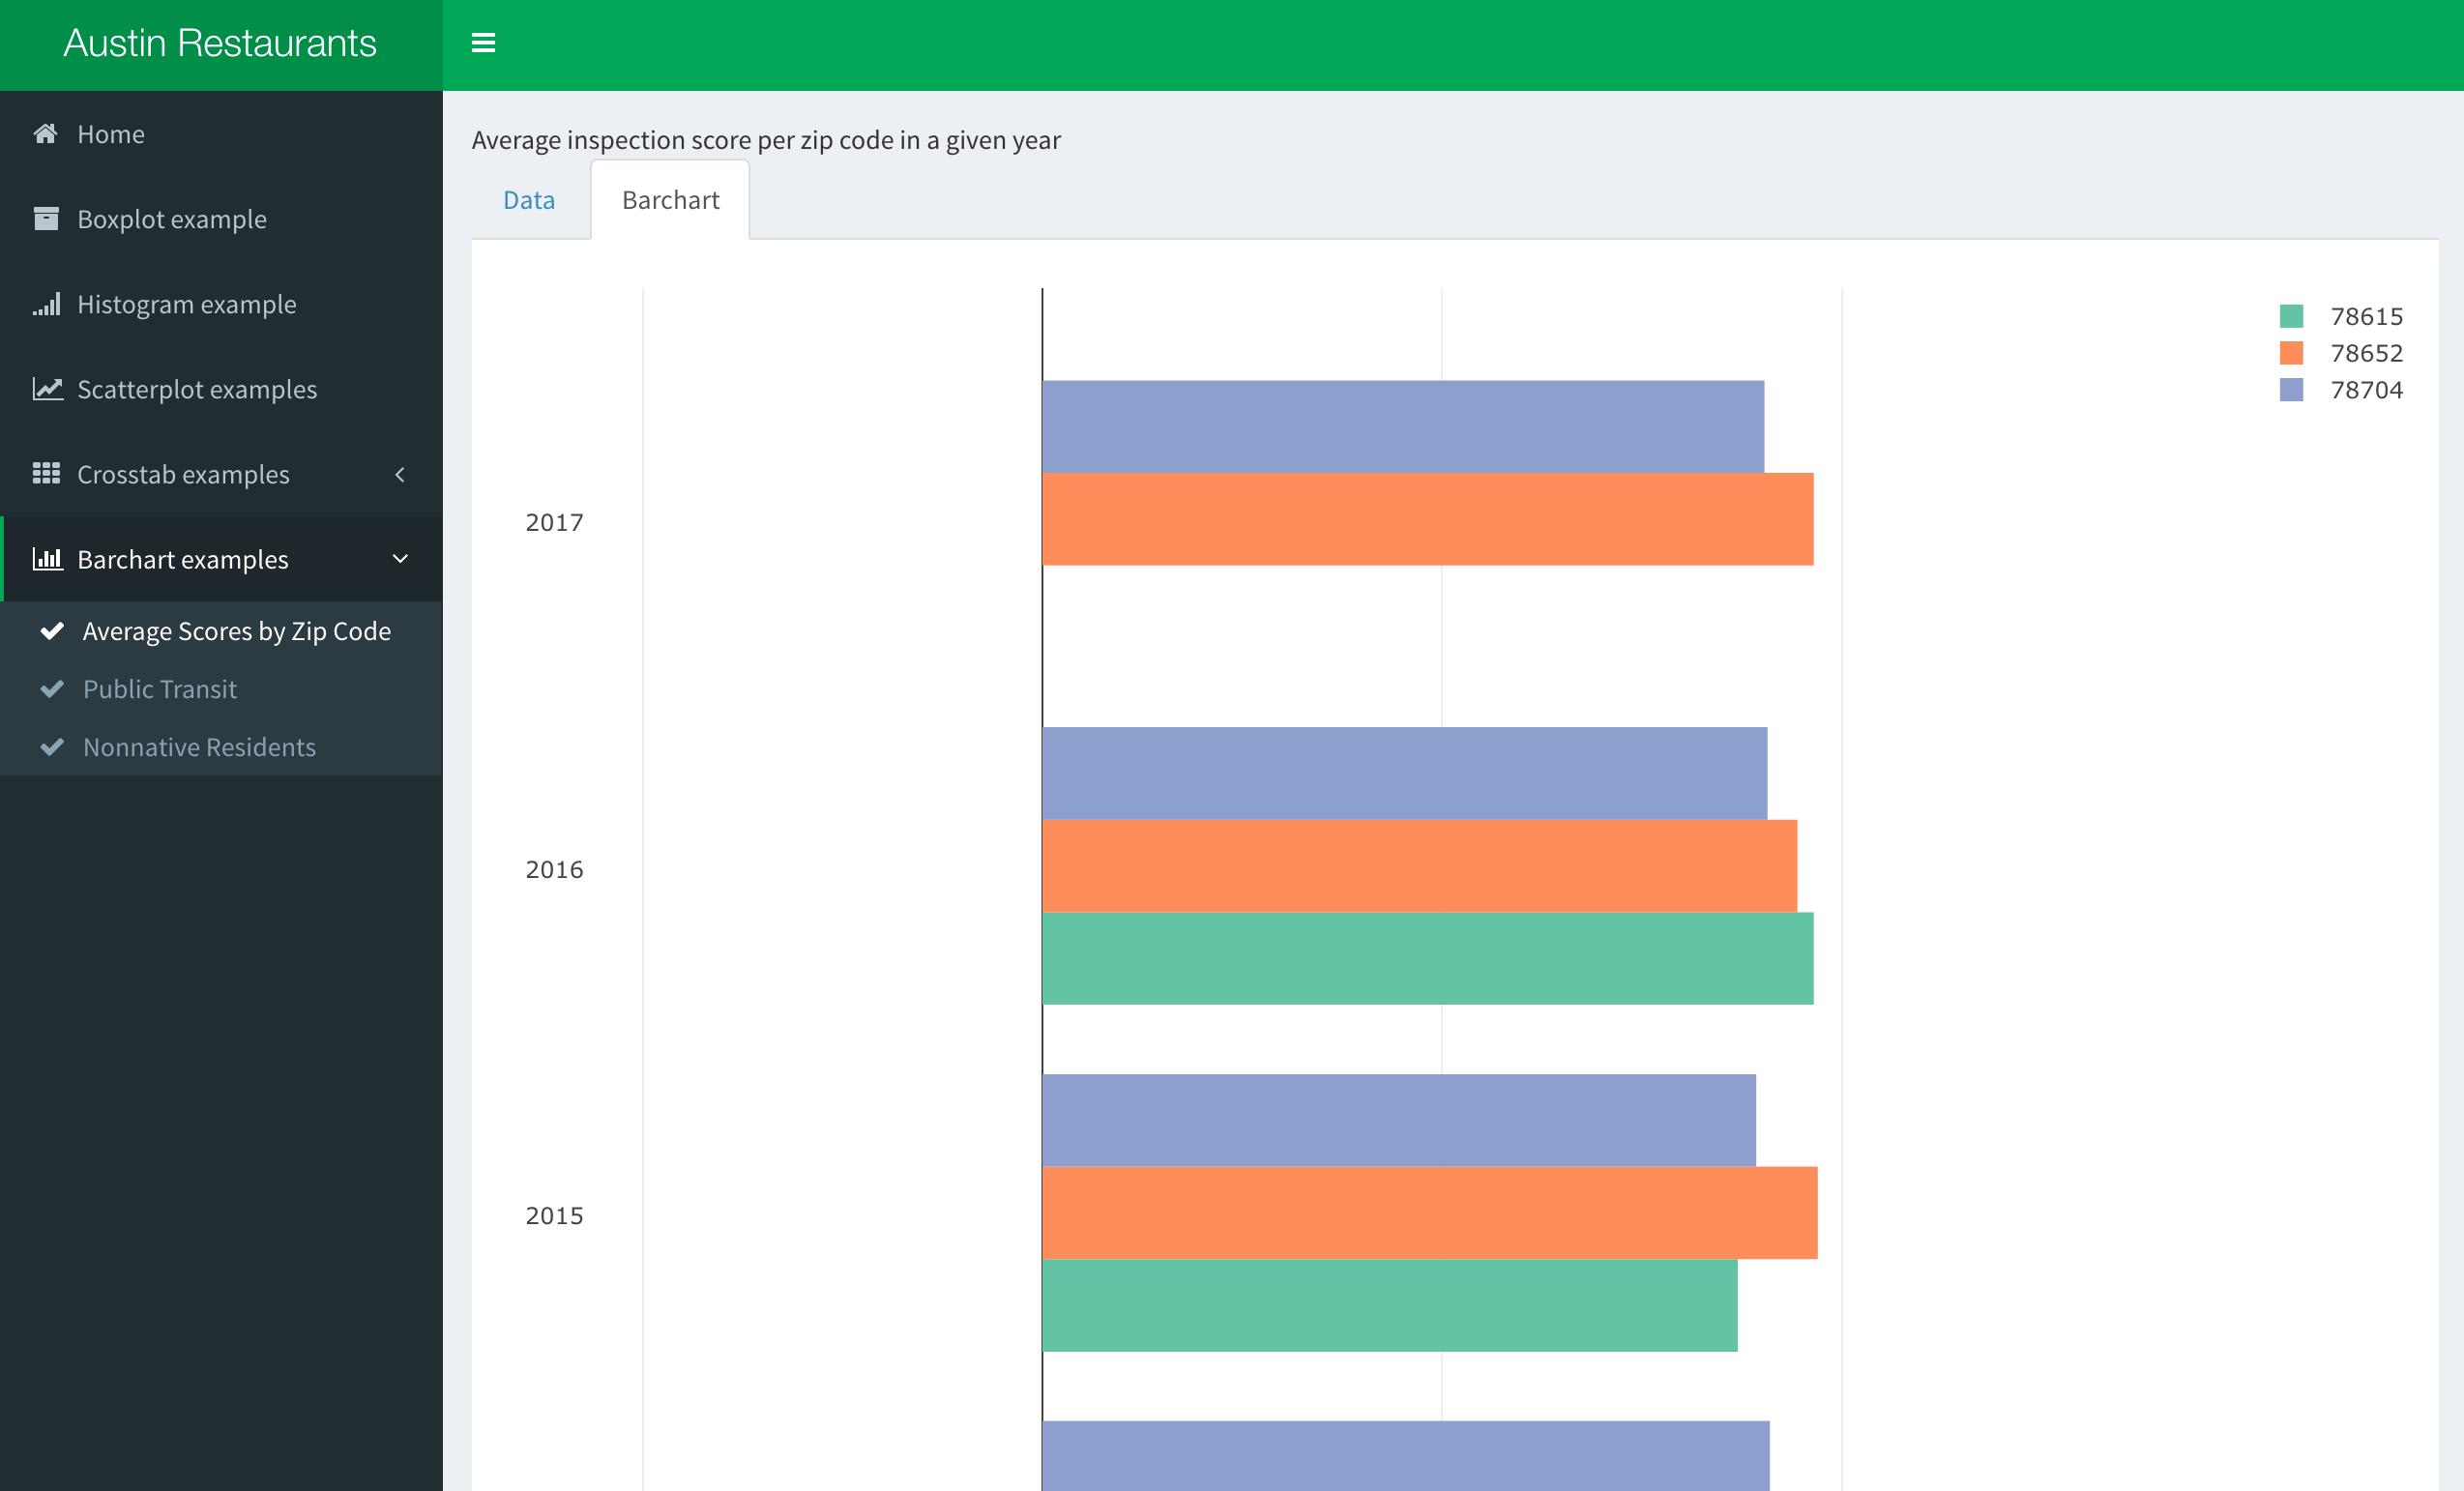 Austin Restaurants
Home
Boxplot example
Histogram example
Scatterplot examples
Crosstab examples
Barchart examples
Average Scores by Zip Code
Public Transit
Nonnative Residents
Average inspection score per zip code in a given year
Data
Barchart
78615
78652
78704
2017
2016
2015